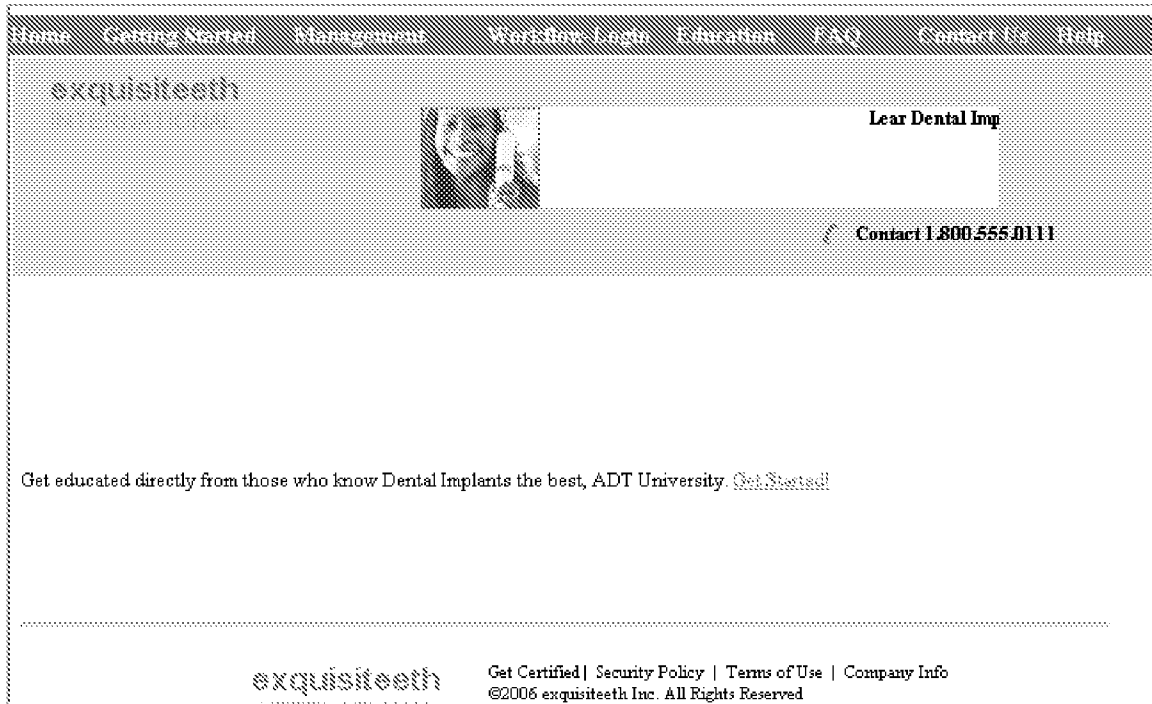 Home Getting Started Management Workflow Login Education FAQ Contact Us Help
exquisiteeth
Lear Dental Imp
Contact 1.800.555.0111
Get educated directly from those who know Dental Implants the best, ADT University. Get Started!
exquisiteeth
Get Certified | Security Policy | Terms of Use | Company Info
©2006 exquisiteeth Inc. All Rights Reserved